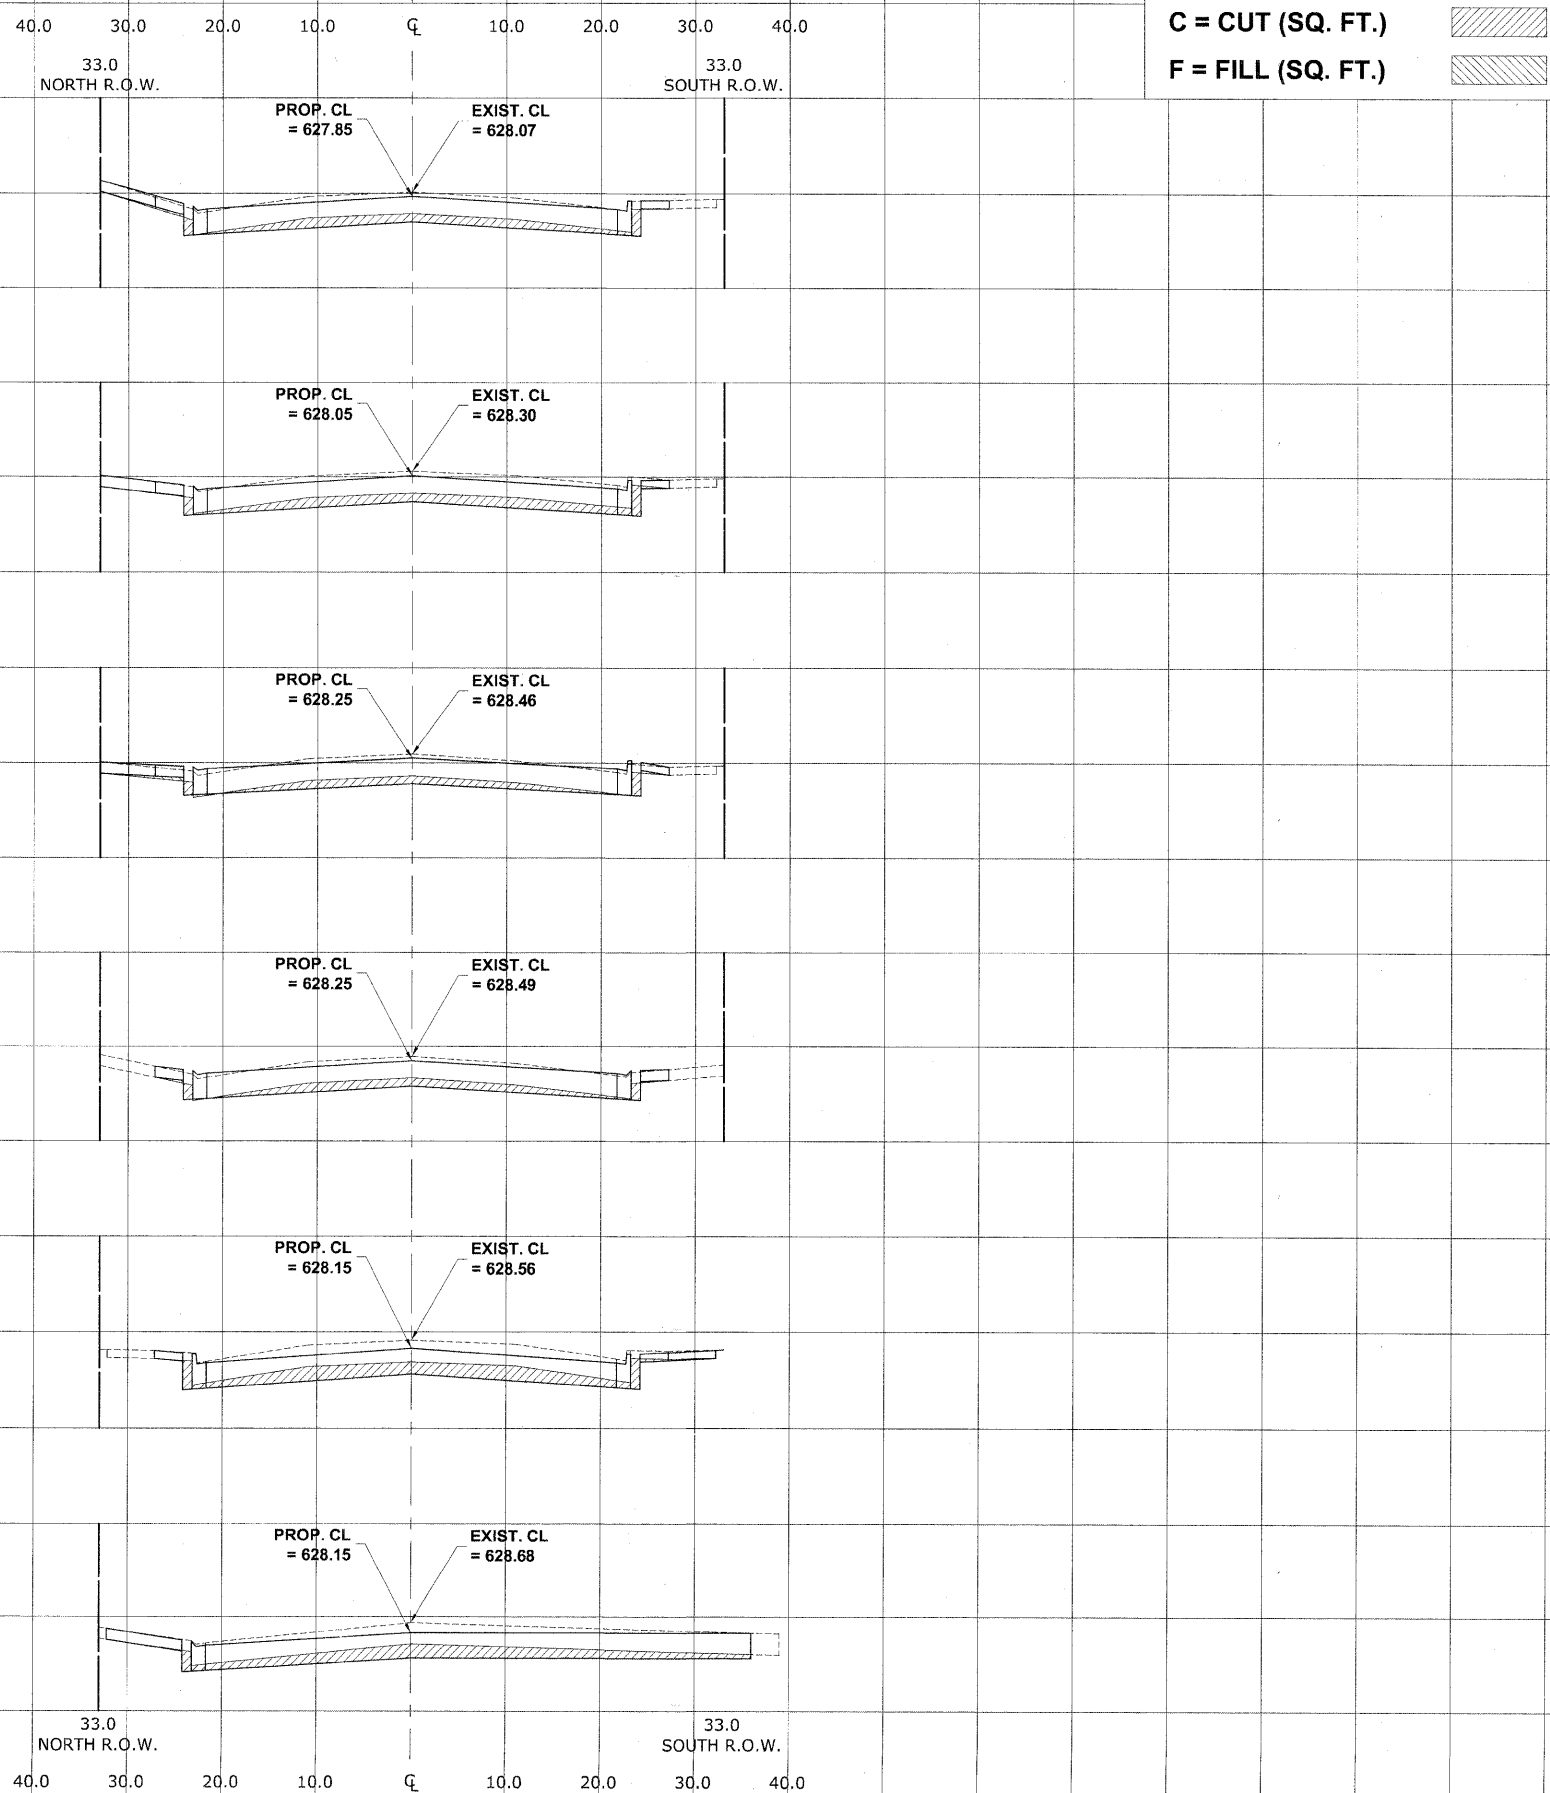 40.0 30.0 20.0 10.0 ℄ 10.0 20.0 30.0 40.0
C = CUT (SQ. FT.)
F = FILL (SQ. FT.)
33.0
NORTH R.O.W.
33.0
SOUTH R.O.W.
PROP. CL
= 627.85
EXIST. CL
= 628.07
PROP. CL
= 628.05
EXIST. CL
= 628.30
PROP. CL
= 628.25
EXIST. CL
= 628.46
PROP. CL
= 628.25
EXIST. CL
= 628.49
PROP. CL
= 628.15
EXIST. CL
= 628.56
PROP. CL
= 628.15
EXIST. CL
= 628.68
33.0
NORTH R.O.W.
33.0
SOUTH R.O.W.
40.0 30.0 20.0 10.0 ℄ 10.0 20.0 30.0 40.0